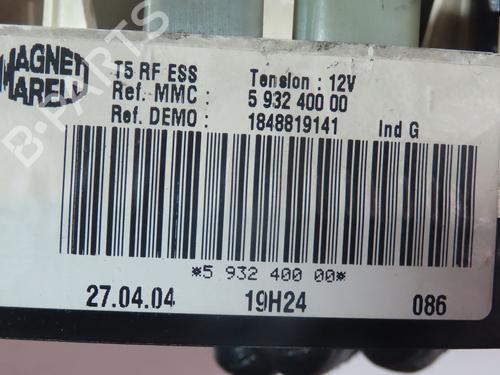 MAGNETI
MARELLI
T5 RF ESS
Tension : 12V
Ref. MMC :
5 932 400 00
Ref. DEMO :
1848819141
Ind G
*5 932 400 00*
27.04.04
19H24
086
B-PARTS